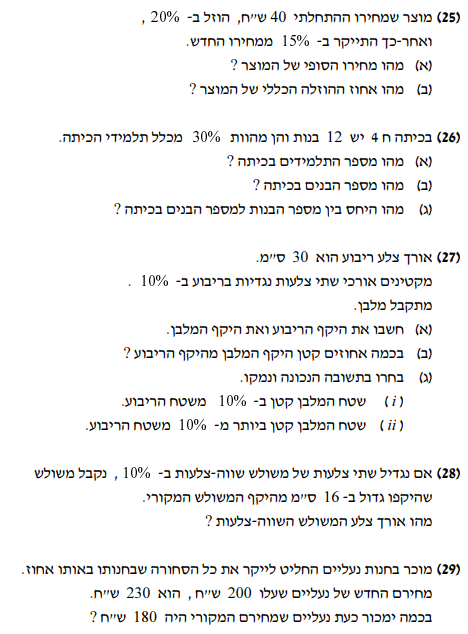 (25) מוצר שמחירו ההתחלתי 40 ש״ח, הוזל ב- 20% ,
ואחר-כך התייקר ב- 15% ממחירו החדש.
(א) מהו מחירו הסופי של המוצר ?
(ב) מהו אחוז ההוזלה הכללי של המוצר ?
(26) בכיתה ח 4 יש 12 בנות והן מהוות 30% מכלל תלמידי הכיתה.
(א) מהו מספר התלמידים בכיתה ?
(ב) מהו מספר הבנים בכיתה ?
(ג) מהו היחס בין מספר הבנות למספר הבנים בכיתה ?
(27) אורך צלע ריבוע הוא 30 ס״מ.
מקטינים אורכי שתי צלעות נגדיות בריבוע ב- 10% .
מתקבל מלבן.
(א) חשבו את היקף הריבוע ואת היקף המלבן.
(ב) בכמה אחוזים קטן היקף המלבן מהיקף הריבוע ?
(ג) בחרו בתשובה הנכונה ונמקו.
(i) שטח המלבן קטן ב- 10% משטח הריבוע.
(ii) שטח המלבן קטן ביותר מ- 10% משטח הריבוע.
(28) אם נגדיל שתי צלעות של משולש שווה-צלעות ב- 10% , נקבל משולש
שהיקפו גדול ב- 16 ס״מ מהיקף המשולש המקורי.
מהו אורך צלע המשולש השווה-צלעות ?
(29) מוכר בחנות נעליים החליט לייקר את כל הסחורה שבחנותו באותו אחוז.
מחירם החדש של נעליים שעלו 200 ש״ח , הוא 230 ש״ח.
בכמה ימכור כעת נעליים שמחירם המקורי היה 180 ש״ח ?